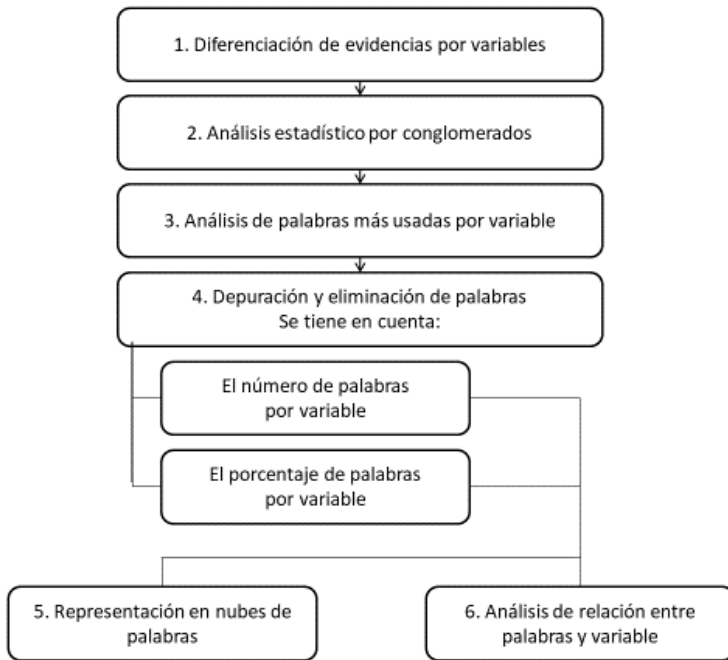 1. Diferenciación de evidencias por variables
2. Análisis estadístico por conglomerados
3. Análisis de palabras más usadas por variable
4. Depuración y eliminación de palabras
Se tiene en cuenta:
El número de palabras
por variable
El porcentaje de palabras
por variable
5. Representación en nubes de
palabras
6. Análisis de relación entre
palabras y variable